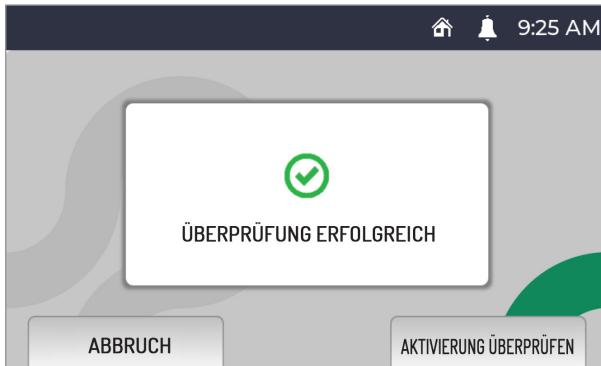 9:25 AM
ÜBERPRÜFUNG ERFOLGREICH
ABBRUCH
AKTIVIERUNG ÜBERPRÜFEN